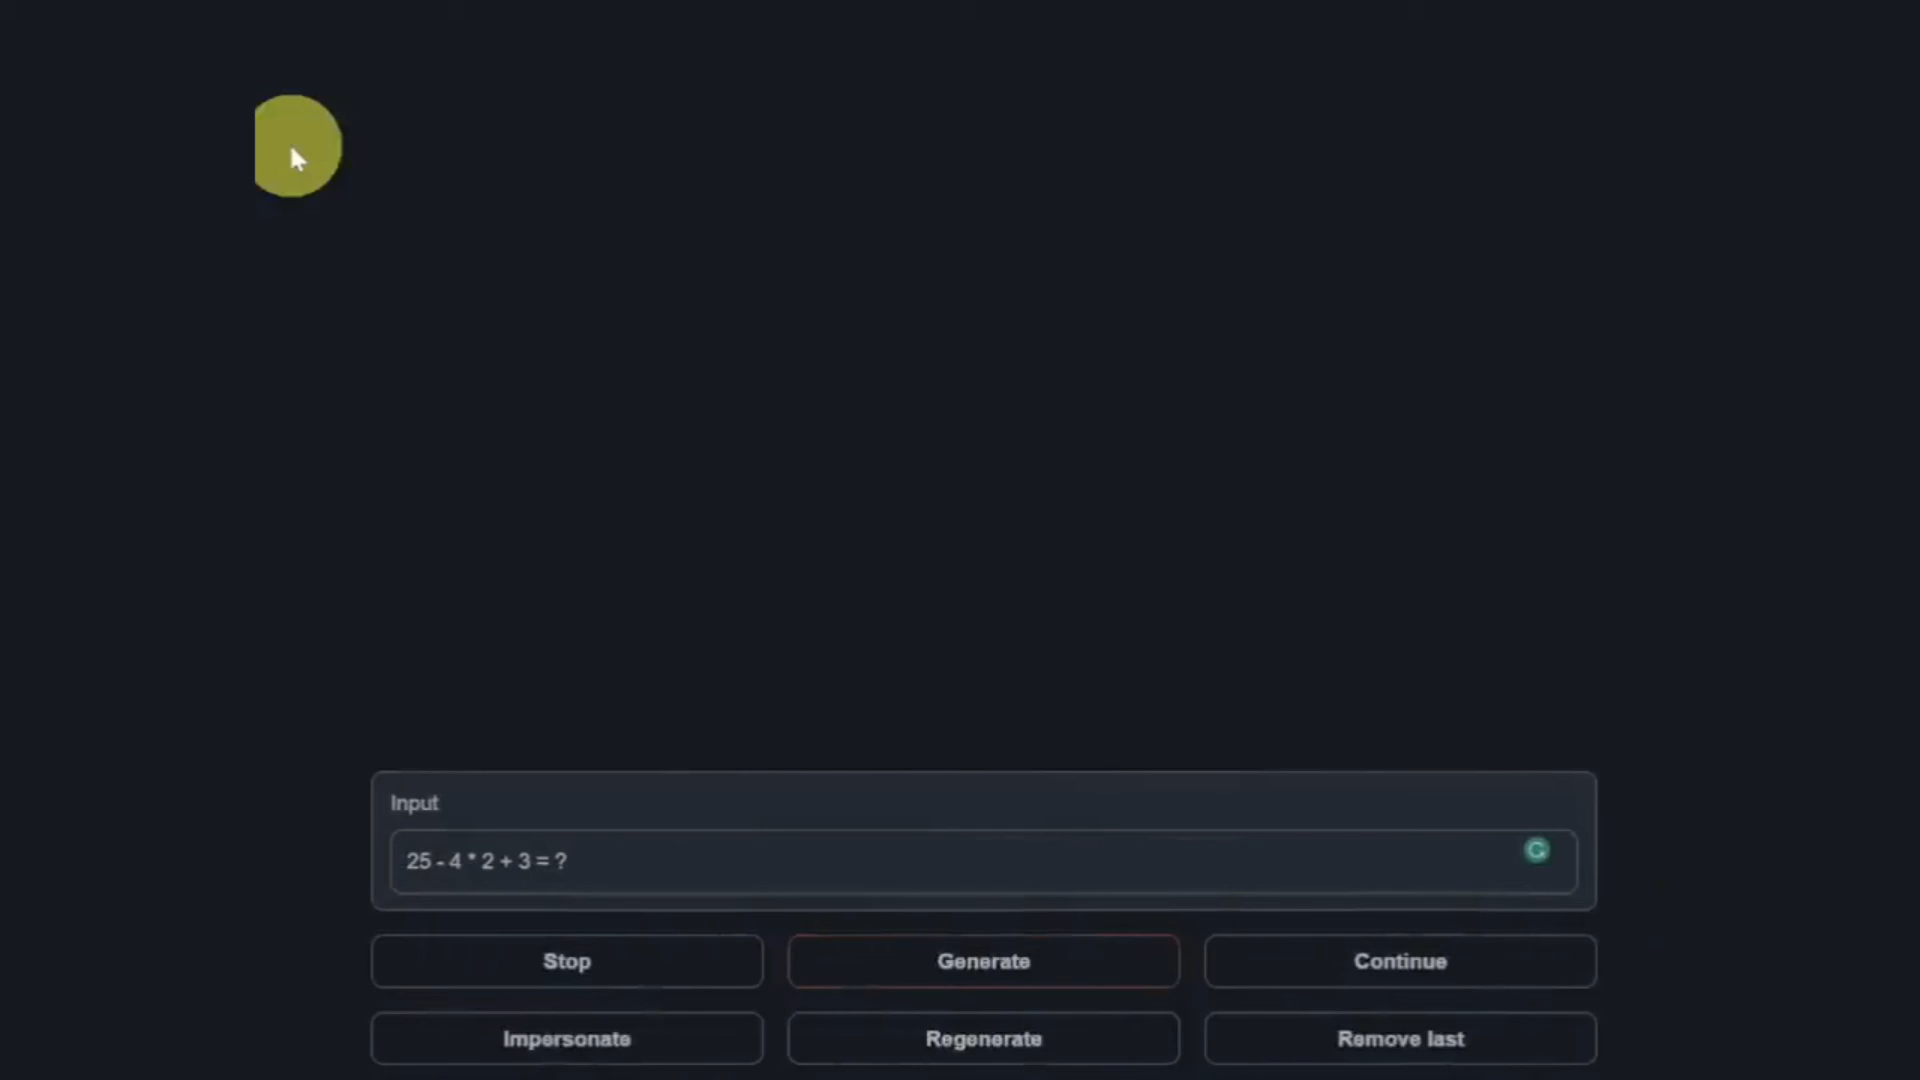 Input
25 - 4 * 2 + 3 = ?
Stop
Generate
Continue
Impersonate
Regenerate
Remove last